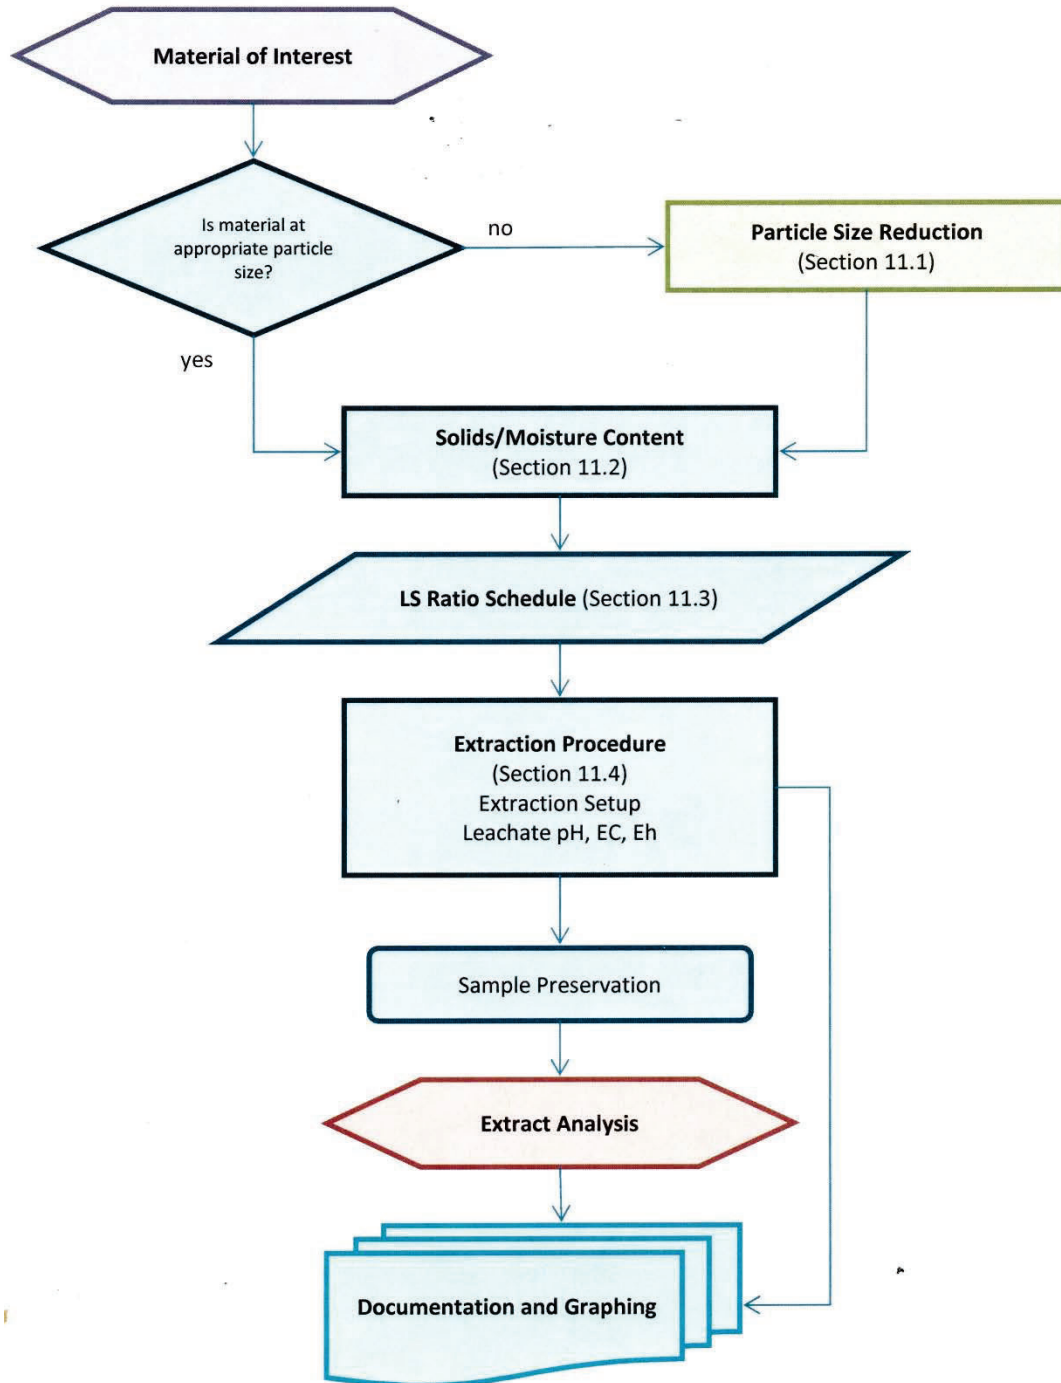 Material of Interest
Is material at
appropriate particle
size?
no
Particle Size Reduction
(Section 11.1)
yes
Solids/Moisture Content
(Section 11.2)
LS Ratio Schedule (Section 11.3)
Extraction Procedure
(Section 11.4)
Extraction Setup
Leachate pH, EC, Eh
Sample Preservation
Extract Analysis
Documentation and Graphing